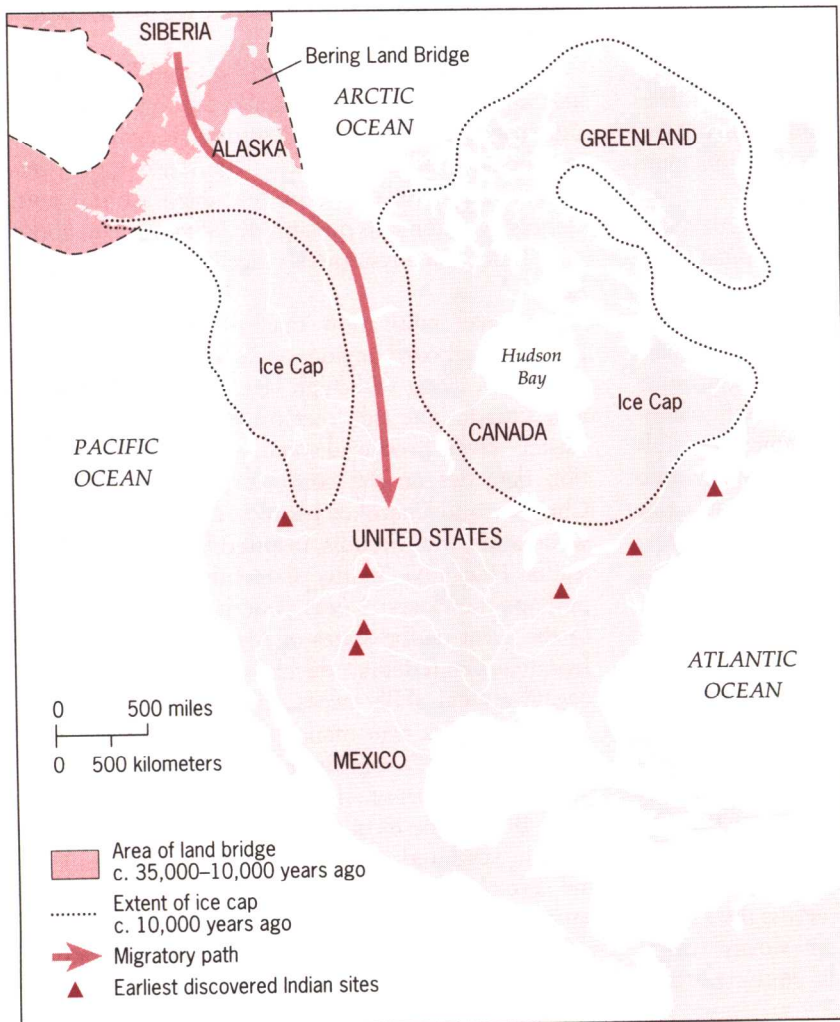 SIBERIA
Bering Land Bridge
ARCTIC
OCEAN
GREENLAND
ALASKA
Ice Cap
Hudson
Bay
Ice Cap
CANADA
PACIFIC
OCEAN
UNITED STATES
ATLANTIC
OCEAN
0 500 miles
0 500 kilometers
MEXICO
Area of land bridge
c. 35,000–10,000 years ago
Extent of ice cap
c. 10,000 years ago
Migratory path
Earliest discovered Indian sites